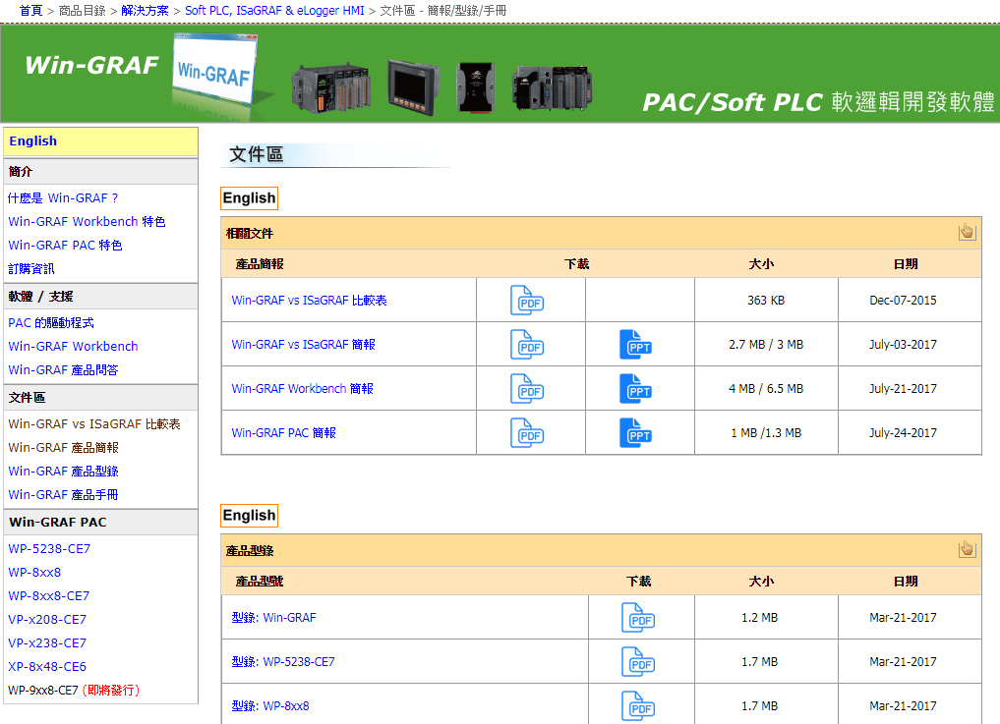 首頁 > 商品目錄 > 解決方案 > Soft PLC, ISaGRAF & eLogger HMI > 文件區 - 簡報/型錄/手冊
Win-GRAF
Win-GRAF
PAC/Soft PLC 軟邏輯開發軟體
English
簡介
什麼是 Win-GRAF ?
Win-GRAF Workbench 特色
Win-GRAF PAC 特色
訂購資訊
軟體 / 支援
PAC 的驅動程式
Win-GRAF Workbench
Win-GRAF 產品問答
文件區
Win-GRAF vs ISaGRAF 比較表
Win-GRAF 產品簡報
Win-GRAF 產品型錄
Win-GRAF 產品手冊
Win-GRAF PAC
WP-5238-CE7
WP-8xx8
WP-8xx8-CE7
VP-x208-CE7
VP-x238-CE7
XP-8x48-CE6
WP-9xx8-CE7 (即將發行)
文件區
English
相關文件
產品簡報 下載 大小 日期
Win-GRAF vs ISaGRAF 比較表 PDF 363 KB Dec-07-2015
Win-GRAF vs ISaGRAF 簡報 PDF PPT 2.7 MB / 3 MB July-03-2017
Win-GRAF Workbench 簡報 PDF PPT 4 MB / 6.5 MB July-21-2017
Win-GRAF PAC 簡報 PDF PPT 1 MB /1.3 MB July-24-2017
English
產品型錄
產品型號 下載 大小 日期
型錄: Win-GRAF PDF 1.2 MB Mar-21-2017
型錄: WP-5238-CE7 PDF 1.7 MB Mar-21-2017
型錄: WP-8xx8 PDF 1.7 MB Mar-21-2017